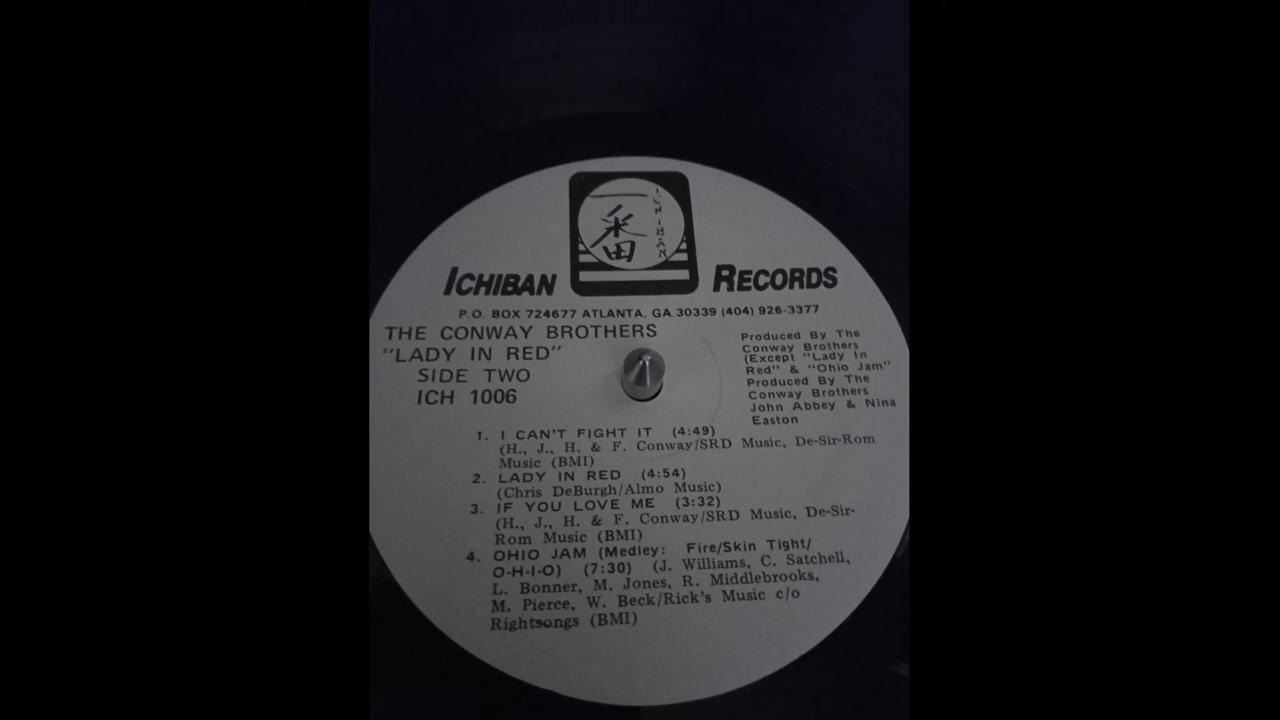 一番
ICHIBAN
ICHIBAN RECORDS
P.O. BOX 724677 ATLANTA, GA 30339 (404) 926-3377
THE CONWAY BROTHERS
"LADY IN RED"
SIDE TWO
ICH 1006
Produced By The
Conway Brothers
(Except "Lady In
Red" & "Ohio Jam"
Produced By The
Conway Brothers
John Abbey & Nina
Easton
1. I CAN'T FIGHT IT (4:49)
(H., J., H. & F. Conway/SRD Music, De-Sir-Rom
Music (BMI)
2. LADY IN RED (4:54)
(Chris DeBurgh/Almo Music)
3. IF YOU LOVE ME (3:32)
(H., J., H. & F. Conway/SRD Music, De-Sir-
Rom Music (BMI)
4. OHIO JAM (Medley: Fire/Skin Tight/
O-H-I-O) (7:30) (J. Williams, C. Satchell,
L. Bonner, M. Jones, R. Middlebrooks,
M. Pierce, W. Beck/Rick's Music c/o
Rightsongs (BMI)